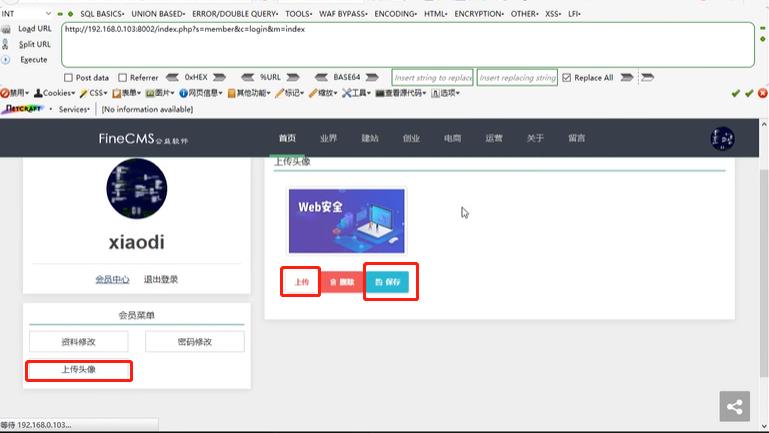 INT SQL BASICS· UNION BASED· ERROR/DOUBLE QUERY· TOOLS· WAF BYPASS· ENCODING· HTML· ENCRYPTION· OTHER· XSS· LFI·
Load URL http://192.168.0.103:8002/index.php?s=member&c=login&m=index
Split URL
Execute
Post data Referrer 0xHEX %URL BASE64 Insert string to replace Insert replacing string Replace All
禁用· Cookies· CSS· 表单· 图片· 网页信息· 其他功能· 标记· 缩放· 工具· 查看源代码· 选项·
NETCRAFT Services· [No information available]
FineCMS公益软件 首页 业界 建站 创业 电商 运营 关于 留言
上传头像
Web安全
xiaodi
会员中心 退出登录
上传 删除 保存
会员菜单
资料修改 密码修改
上传头像
等待 192.168.0.103...